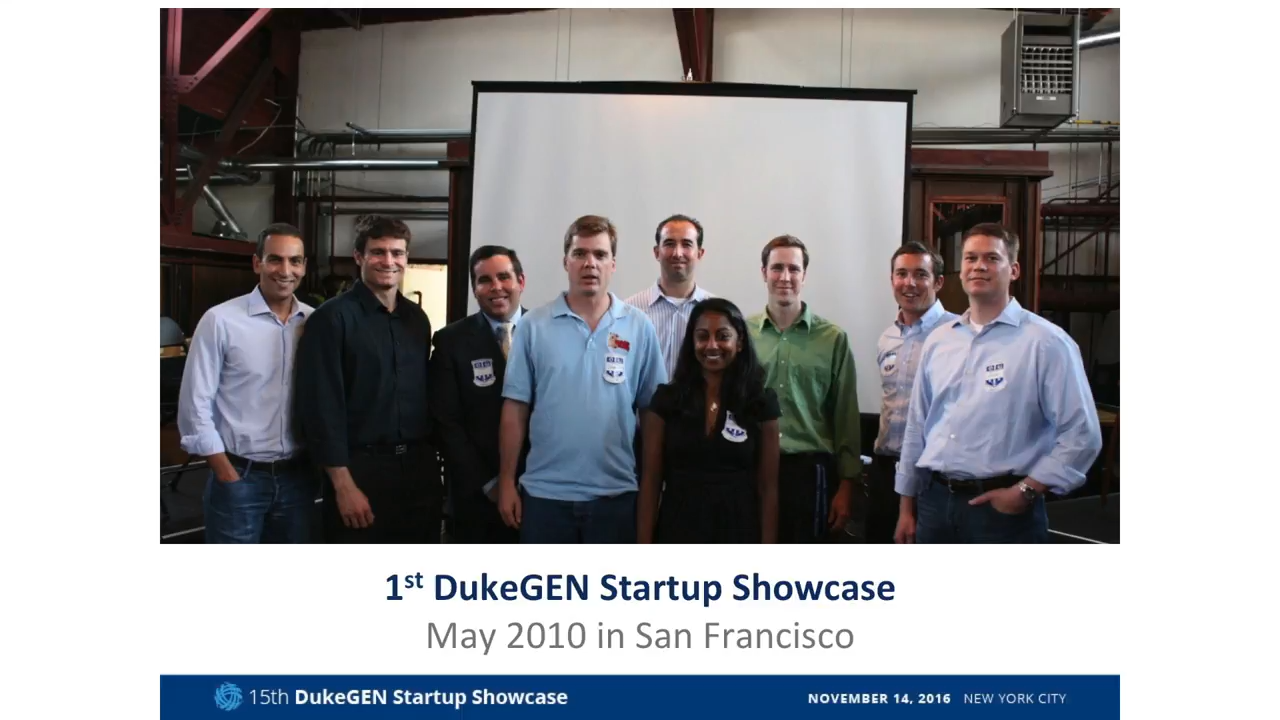 1st DukeGEN Startup Showcase
May 2010 in San Francisco
15th DukeGEN Startup Showcase
NOVEMBER 14, 2016 NEW YORK CITY